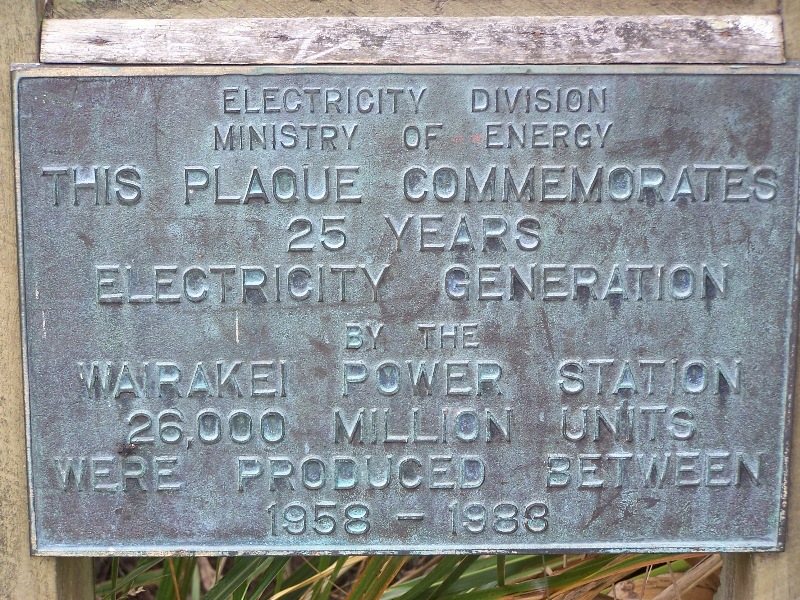 ELECTRICITY DIVISION
MINISTRY OF ENERGY
THIS PLAQUE COMMEMORATES
25 YEARS
ELECTRICITY GENERATION
BY THE
WAIRAKEI POWER STATION
26,000 MILLION UNITS
WERE PRODUCED BETWEEN
1958 – 1983